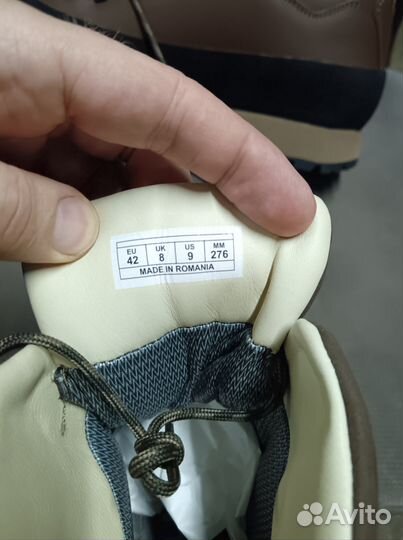 EU UK US MM
42 8 9 276
MADE IN ROMANIA
Avito